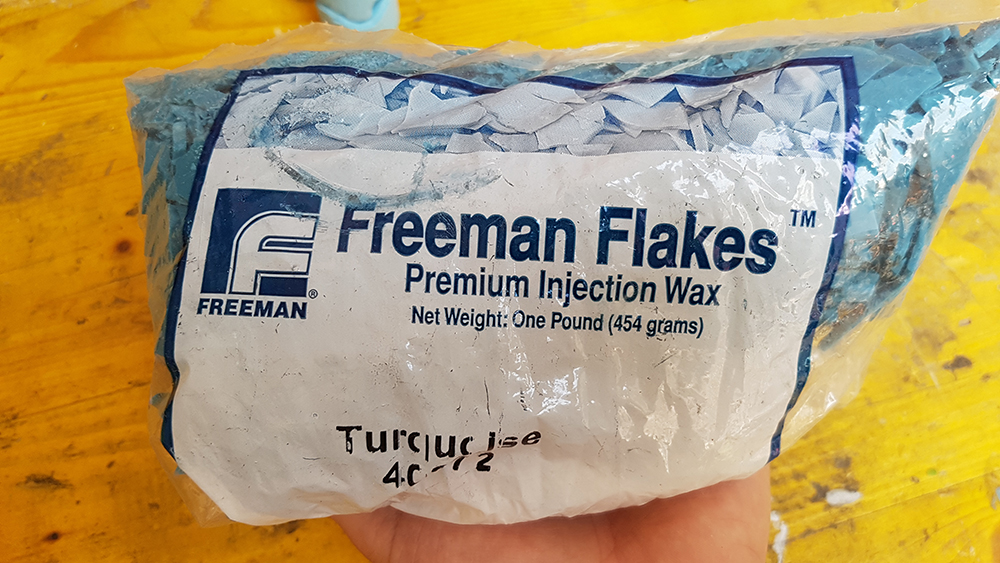 Freeman Flakes™
Premium Injection Wax
Net Weight: One Pound (454 grams)
FREEMAN®
Turquoise